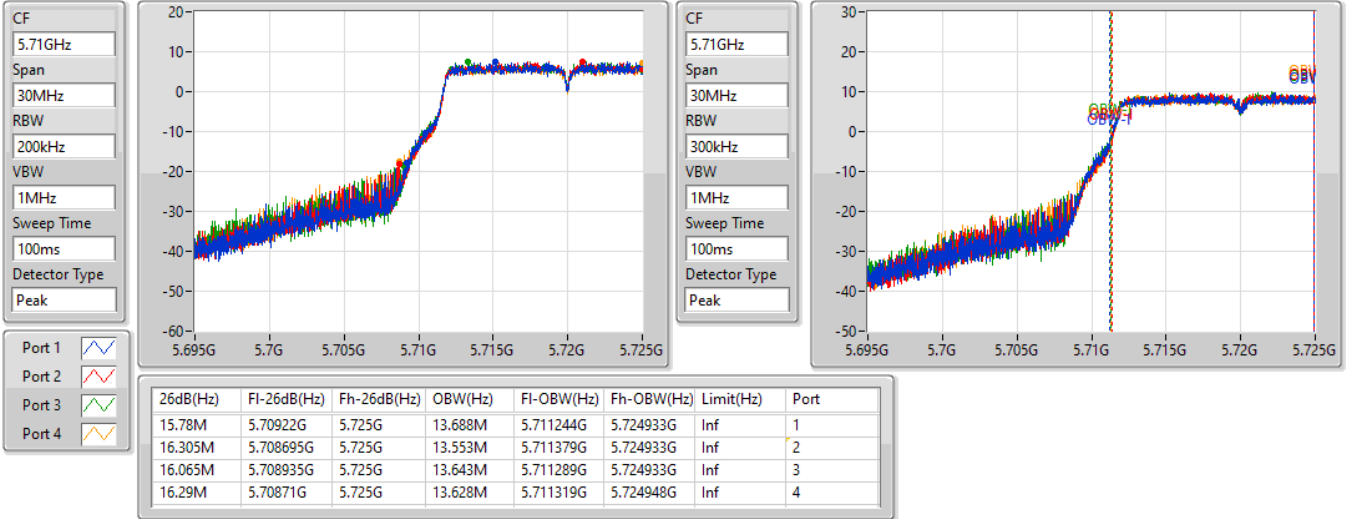 CF
5.71GHz
Span
30MHz
RBW
200kHz
VBW
1MHz
Sweep Time
100ms
Detector Type
Peak
20
10
0
-10
-20
-30
-40
-50
-60
5.695G 5.7G 5.705G 5.71G 5.715G 5.72G 5.725G
CF
5.71GHz
Span
30MHz
RBW
300kHz
VBW
1MHz
Sweep Time
100ms
Detector Type
Peak
30
20
10
0
-10
-20
-30
-40
-50
5.695G 5.7G 5.705G 5.71G 5.715G 5.72G 5.725G
Port 1
Port 2
Port 3
Port 4
26dB(Hz) Fl-26dB(Hz) Fh-26dB(Hz) OBW(Hz) Fl-OBW(Hz) Fh-OBW(Hz) Limit(Hz) Port
15.78M 5.70922G 5.725G 13.688M 5.711244G 5.724933G Inf 1
16.305M 5.708695G 5.725G 13.553M 5.711379G 5.724933G Inf 2
16.065M 5.708935G 5.725G 13.643M 5.711289G 5.724933G Inf 3
16.29M 5.70871G 5.725G 13.628M 5.711319G 5.724948G Inf 4